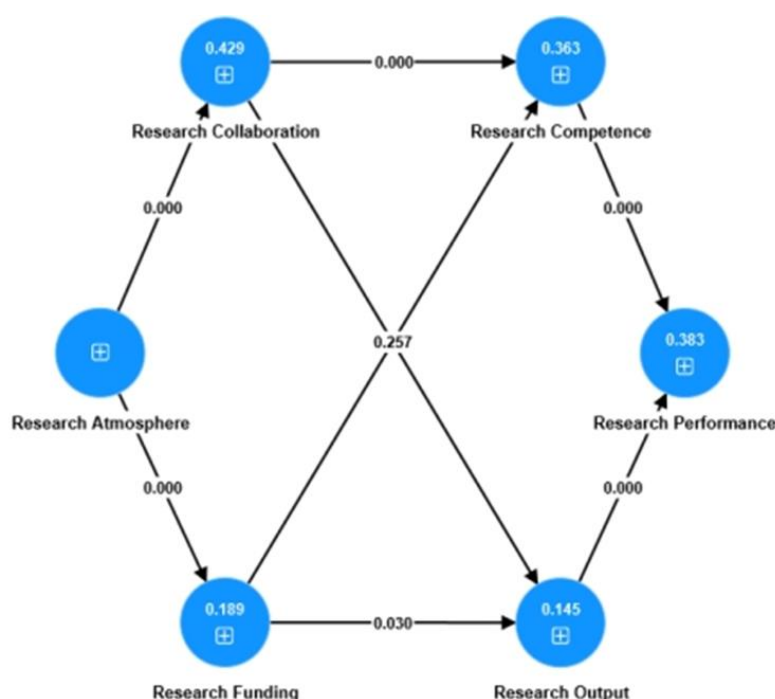 0.429
0.363
0.000
Research Collaboration
Research Competence
0.000
0.000
0.257
0.383
Research Atmosphere
Research Performance
0.000
0.000
0.189
0.030
0.145
Research Funding
Research Output